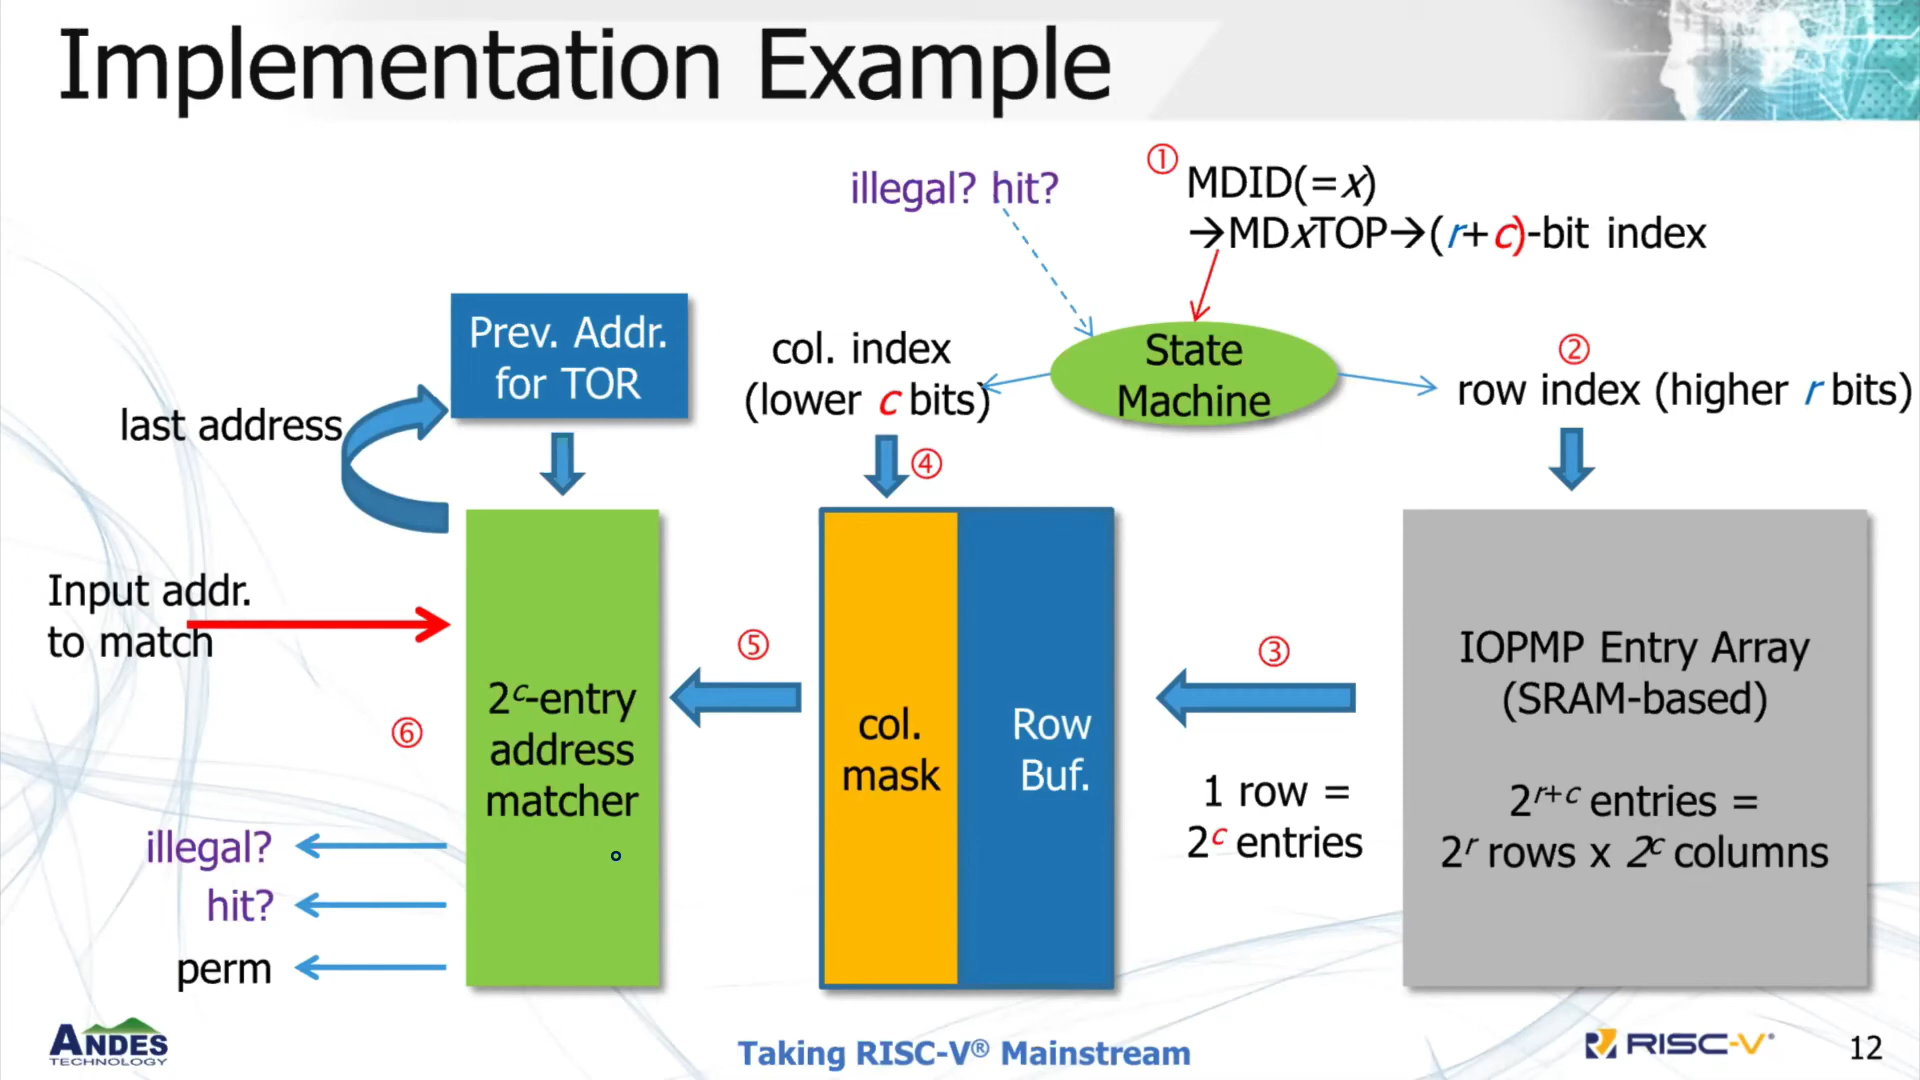 Implementation Example
①
MDID(=x)
→MDxTOP→(r+c)-bit index
illegal? hit?
Prev. Addr.
for TOR
col. index
(lower c bits)
State
Machine
②
row index (higher r bits)
last address
④
Input addr.
to match
⑤
③
2ᶜ-entry
address
matcher
⑥
col.
mask
Row
Buf.
1 row =
2ᶜ entries
IOPMP Entry Array
(SRAM-based)
2ʳ⁺ᶜ entries =
2ʳ rows x 2ᶜ columns
illegal?
hit?
perm
ANDES
TECHNOLOGY
Taking RISC-V® Mainstream
RISC-V®
12